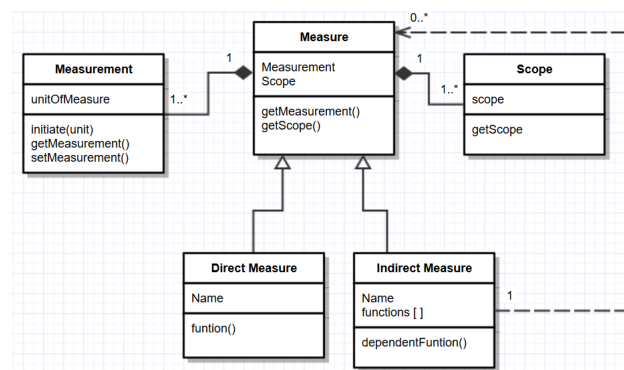 0..*
Measure
Measurement
Scope
getMeasurement()
getScope()
1
1..*
Measurement
unitOfMeasure
initiate(unit)
getMeasurement()
setMeasurement()
1
1..*
Scope
scope
getScope
Direct Measure
Name
funtion()
Indirect Measure
Name
functions [ ]
dependentFuntion()
1